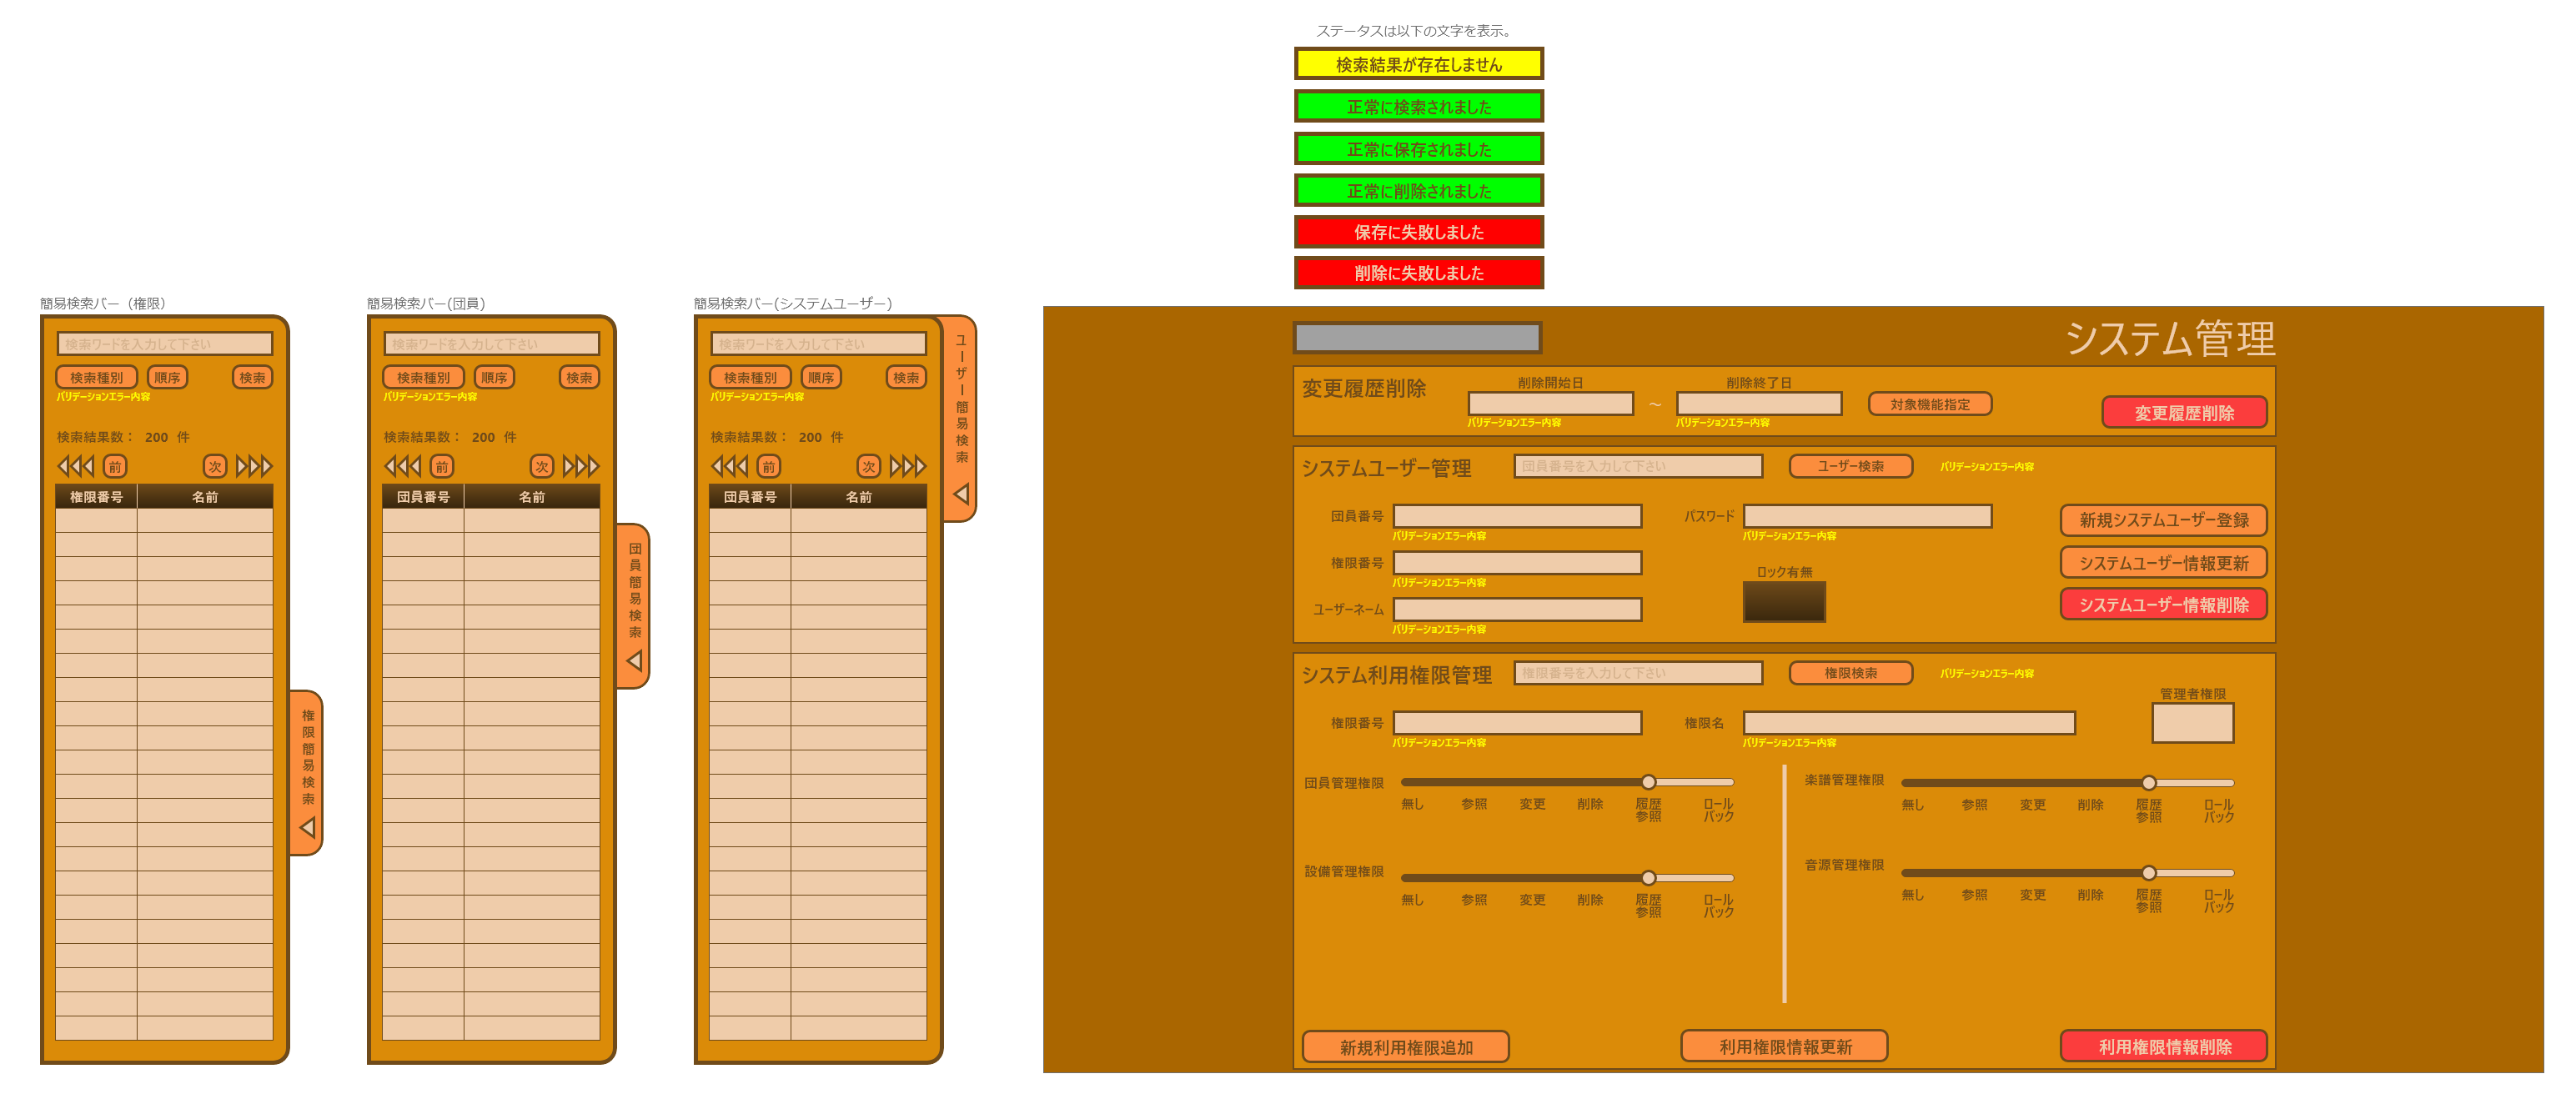 ステータスは以下の文字を表示。
検索結果が存在しません
正常に検索されました
正常に保存されました
正常に削除されました
保存に失敗しました
削除に失敗しました
簡易検索バー（権限）
検索ワードを入力して下さい
検索種別 順序 検索
バリデーションエラー内容
検索結果数： 200 件
前 次
権限番号 名前
権限簡易検索
簡易検索バー(団員)
検索ワードを入力して下さい
検索種別 順序 検索
バリデーションエラー内容
検索結果数： 200 件
前 次
団員番号 名前
団員簡易検索
簡易検索バー(システムユーザー)
検索ワードを入力して下さい
検索種別 順序 検索
バリデーションエラー内容
検索結果数： 200 件
前 次
団員番号 名前
ユーザー簡易検索
システム管理
変更履歴削除
削除開始日 削除終了日
～
対象機能指定
変更履歴削除
バリデーションエラー内容 バリデーションエラー内容
システムユーザー管理
団員番号を入力して下さい
ユーザー検索
バリデーションエラー内容
団員番号
バリデーションエラー内容
パスワード
バリデーションエラー内容
新規システムユーザー登録
権限番号
バリデーションエラー内容
ロック有無
システムユーザー情報更新
ユーザーネーム
バリデーションエラー内容
システムユーザー情報削除
システム利用権限管理
権限番号を入力して下さい
権限検索
バリデーションエラー内容
管理者権限
権限番号
バリデーションエラー内容
権限名
バリデーションエラー内容
団員管理権限
無し 参照 変更 削除 履歴参照 ロールバック
楽譜管理権限
無し 参照 変更 削除 履歴参照 ロールバック
設備管理権限
無し 参照 変更 削除 履歴参照 ロールバック
音源管理権限
無し 参照 変更 削除 履歴参照 ロールバック
新規利用権限追加
利用権限情報更新
利用権限情報削除